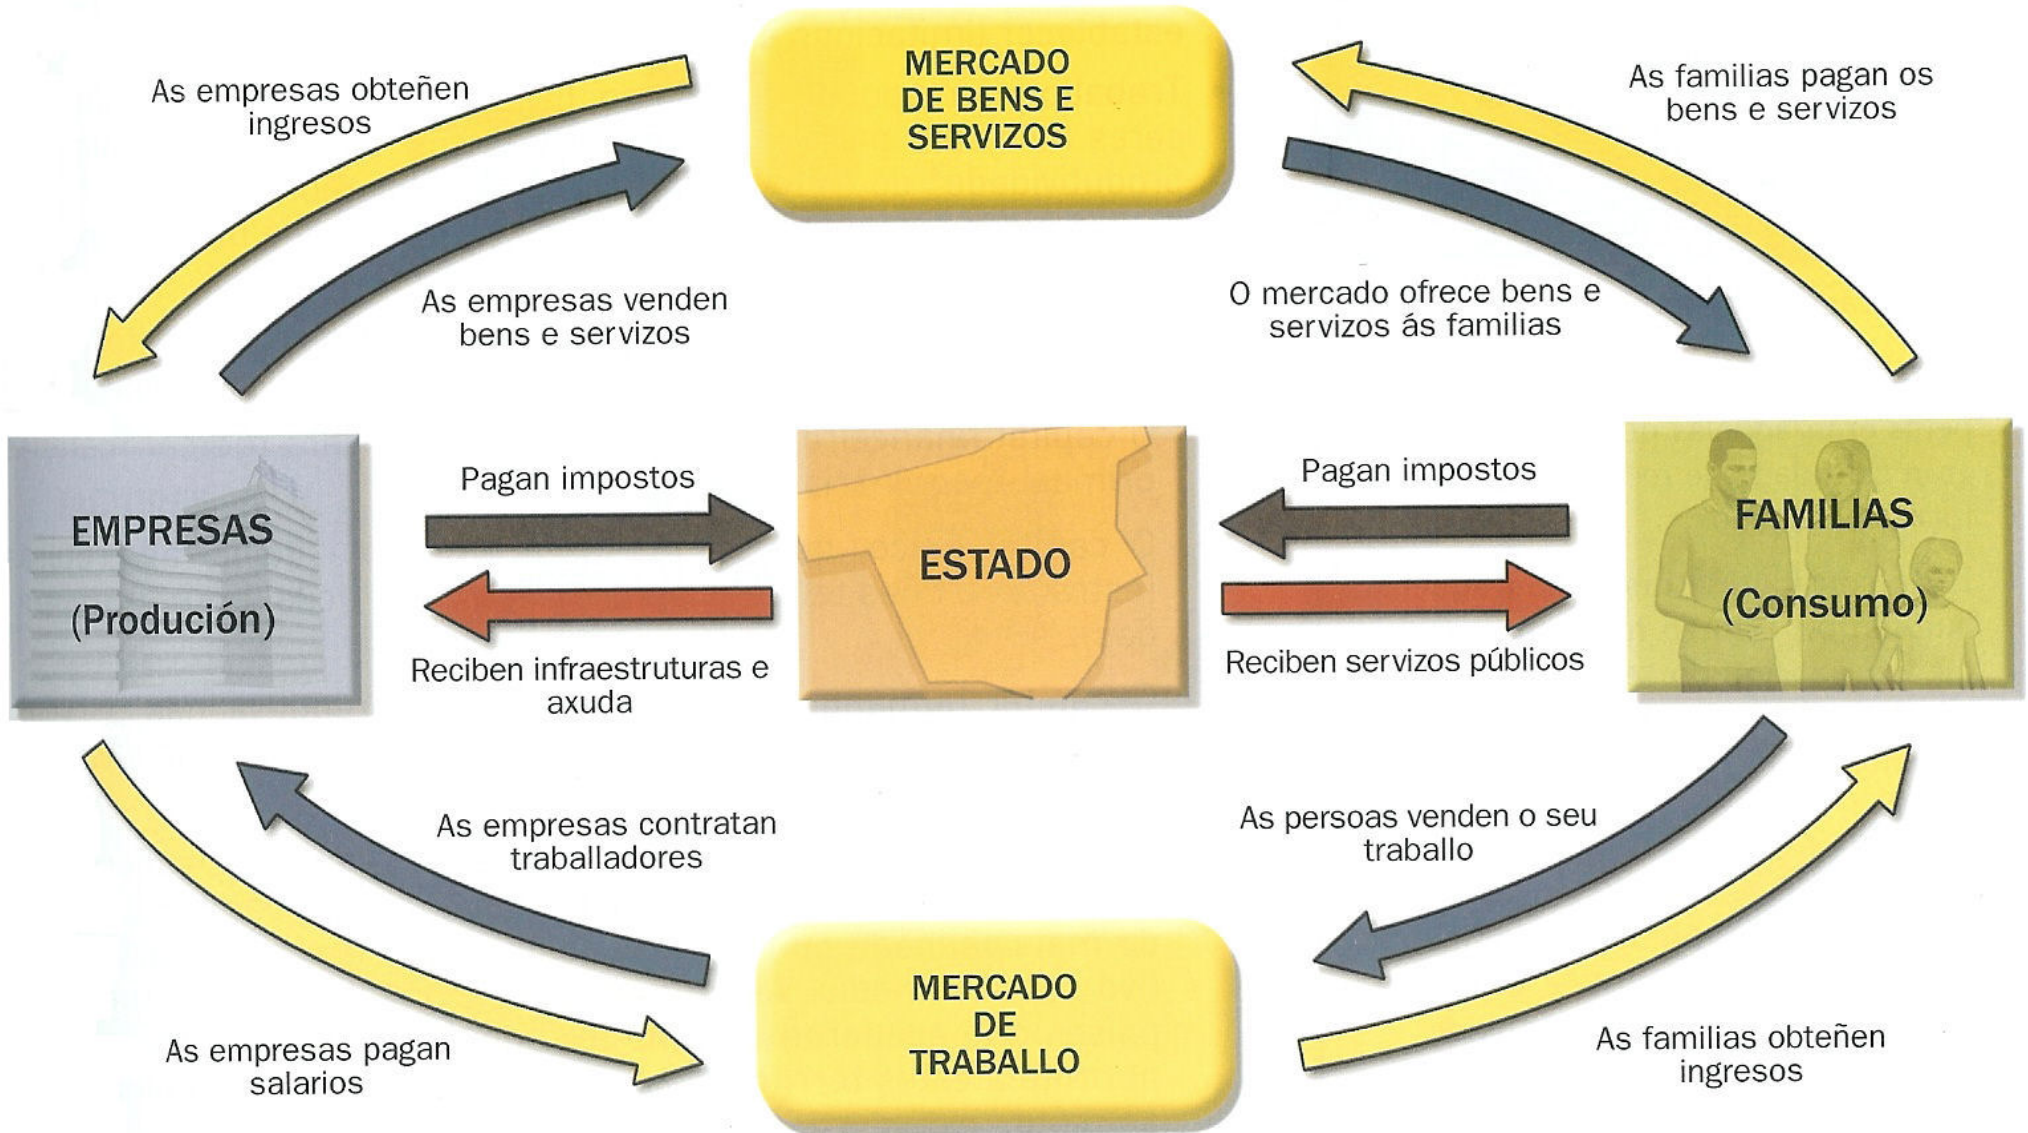 MERCADO
DE BENS E
SERVIZOS
As empresas obteñen
ingresos
As familias pagan os
bens e servizos
As empresas venden
bens e servizos
O mercado ofrece bens e
servizos ás familias
EMPRESAS
(Produción)
Pagan impostos
Reciben infraestruturas e
axuda
ESTADO
Pagan impostos
Reciben servizos públicos
FAMILIAS
(Consumo)
As empresas contratan
traballadores
As persoas venden o seu
traballo
As empresas pagan
salarios
MERCADO
DE
TRABALLO
As familias obteñen
ingresos